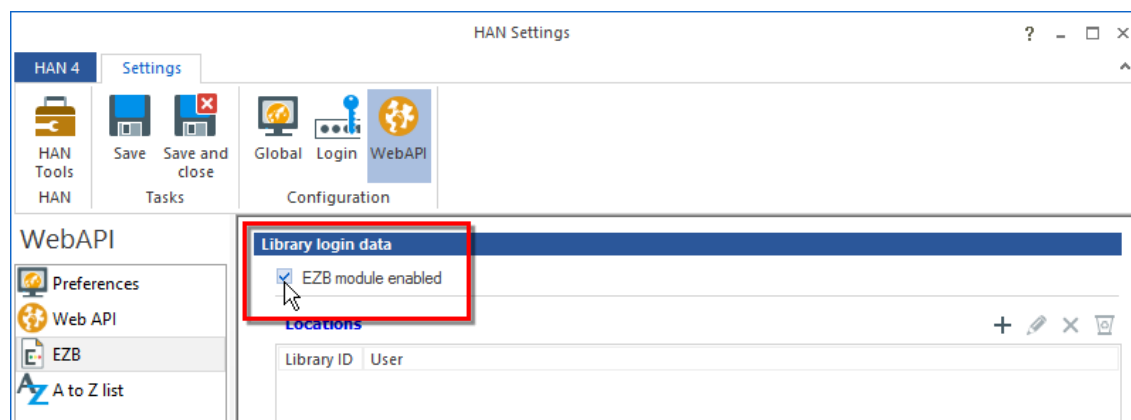 HAN Settings
HAN 4 Settings
HAN Tools
Save
Save and close
Global
Login
WebAPI
HAN
Tasks
Configuration
WebAPI
Preferences
Web API
EZB
A to Z list
Library login data
EZB module enabled
Locations
Library ID User